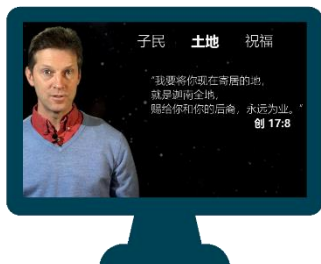 子民 土地 祝福
“我要将你现在寄居的地，
就是迦南全地，
赐给你和你的后裔，永远为业。”
创 17:8